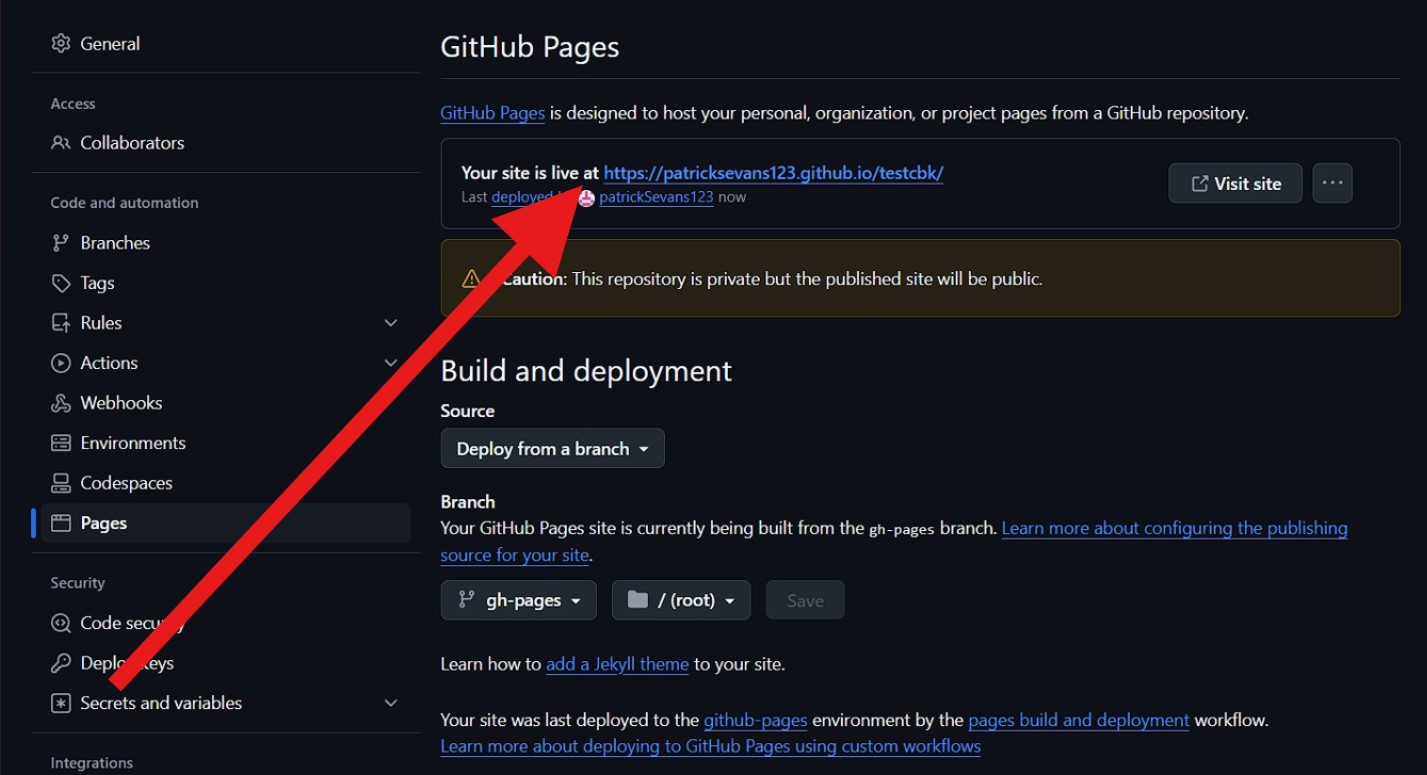 General
Access
Collaborators
Code and automation
Branches
Tags
Rules
Actions
Webhooks
Environments
Codespaces
Pages
Security
Code security
Deploy keys
Secrets and variables
Integrations
GitHub Pages
GitHub Pages is designed to host your personal, organization, or project pages from a GitHub repository.
Your site is live at https://patricksevans123.github.io/testcbk/
Last deployed by patrickSevans123 now
Visit site
Caution: This repository is private but the published site will be public.
Build and deployment
Source
Deploy from a branch
Branch
Your GitHub Pages site is currently being built from the gh-pages branch. Learn more about configuring the publishing
source for your site.
gh-pages
/ (root)
Save
Learn how to add a Jekyll theme to your site.
Your site was last deployed to the github-pages environment by the pages build and deployment workflow.
Learn more about deploying to GitHub Pages using custom workflows